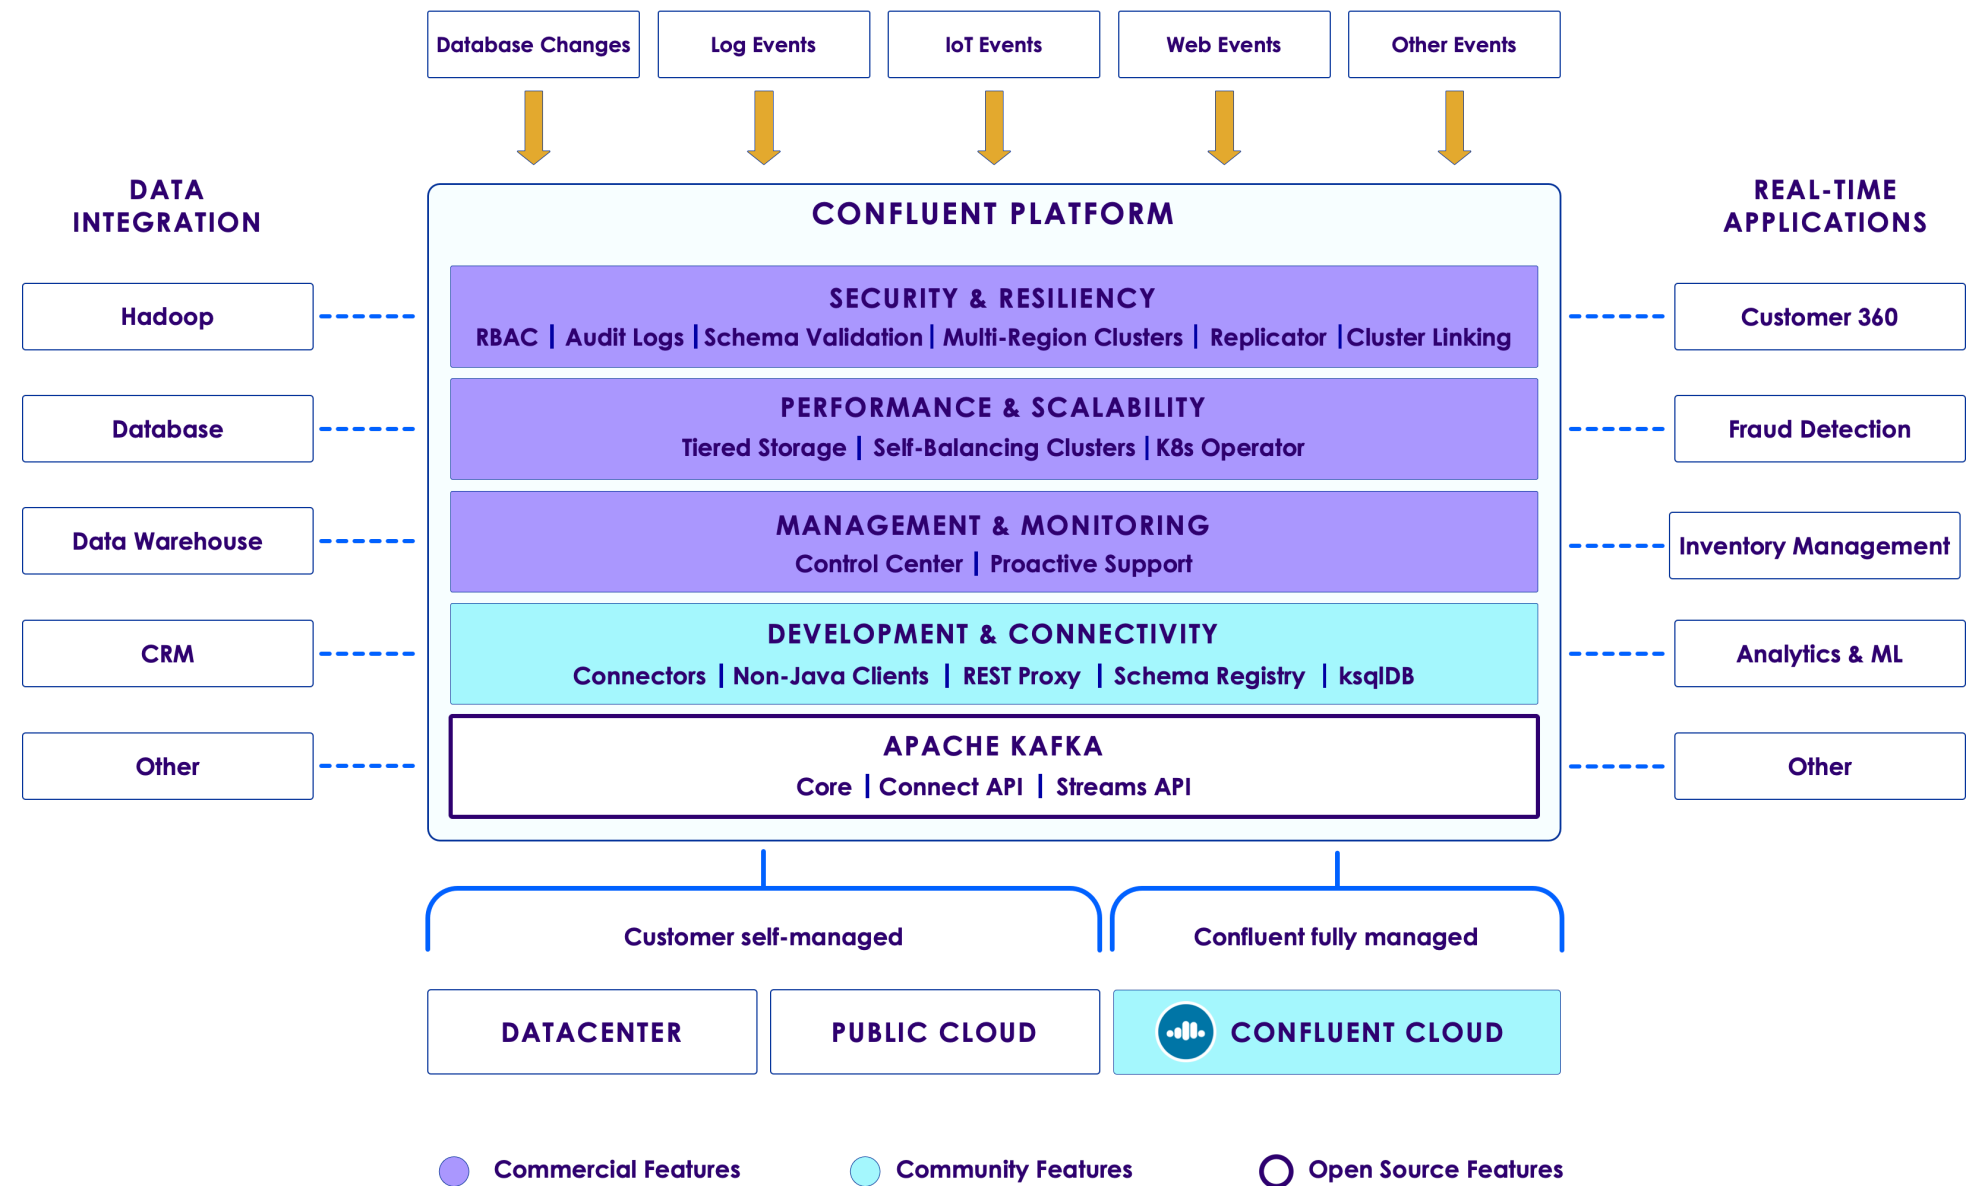 Database Changes
Log Events
IoT Events
Web Events
Other Events
DATA
INTEGRATION
Hadoop
Database
Data Warehouse
CRM
Other
CONFLUENT PLATFORM
SECURITY & RESILIENCY
RBAC | Audit Logs | Schema Validation | Multi-Region Clusters | Replicator | Cluster Linking
PERFORMANCE & SCALABILITY
Tiered Storage | Self-Balancing Clusters | K8s Operator
MANAGEMENT & MONITORING
Control Center | Proactive Support
DEVELOPMENT & CONNECTIVITY
Connectors | Non-Java Clients | REST Proxy | Schema Registry | ksqlDB
APACHE KAFKA
Core | Connect API | Streams API
REAL-TIME
APPLICATIONS
Customer 360
Fraud Detection
Inventory Management
Analytics & ML
Other
Customer self-managed
Confluent fully managed
DATACENTER
PUBLIC CLOUD
CONFLUENT CLOUD
Commercial Features
Community Features
Open Source Features